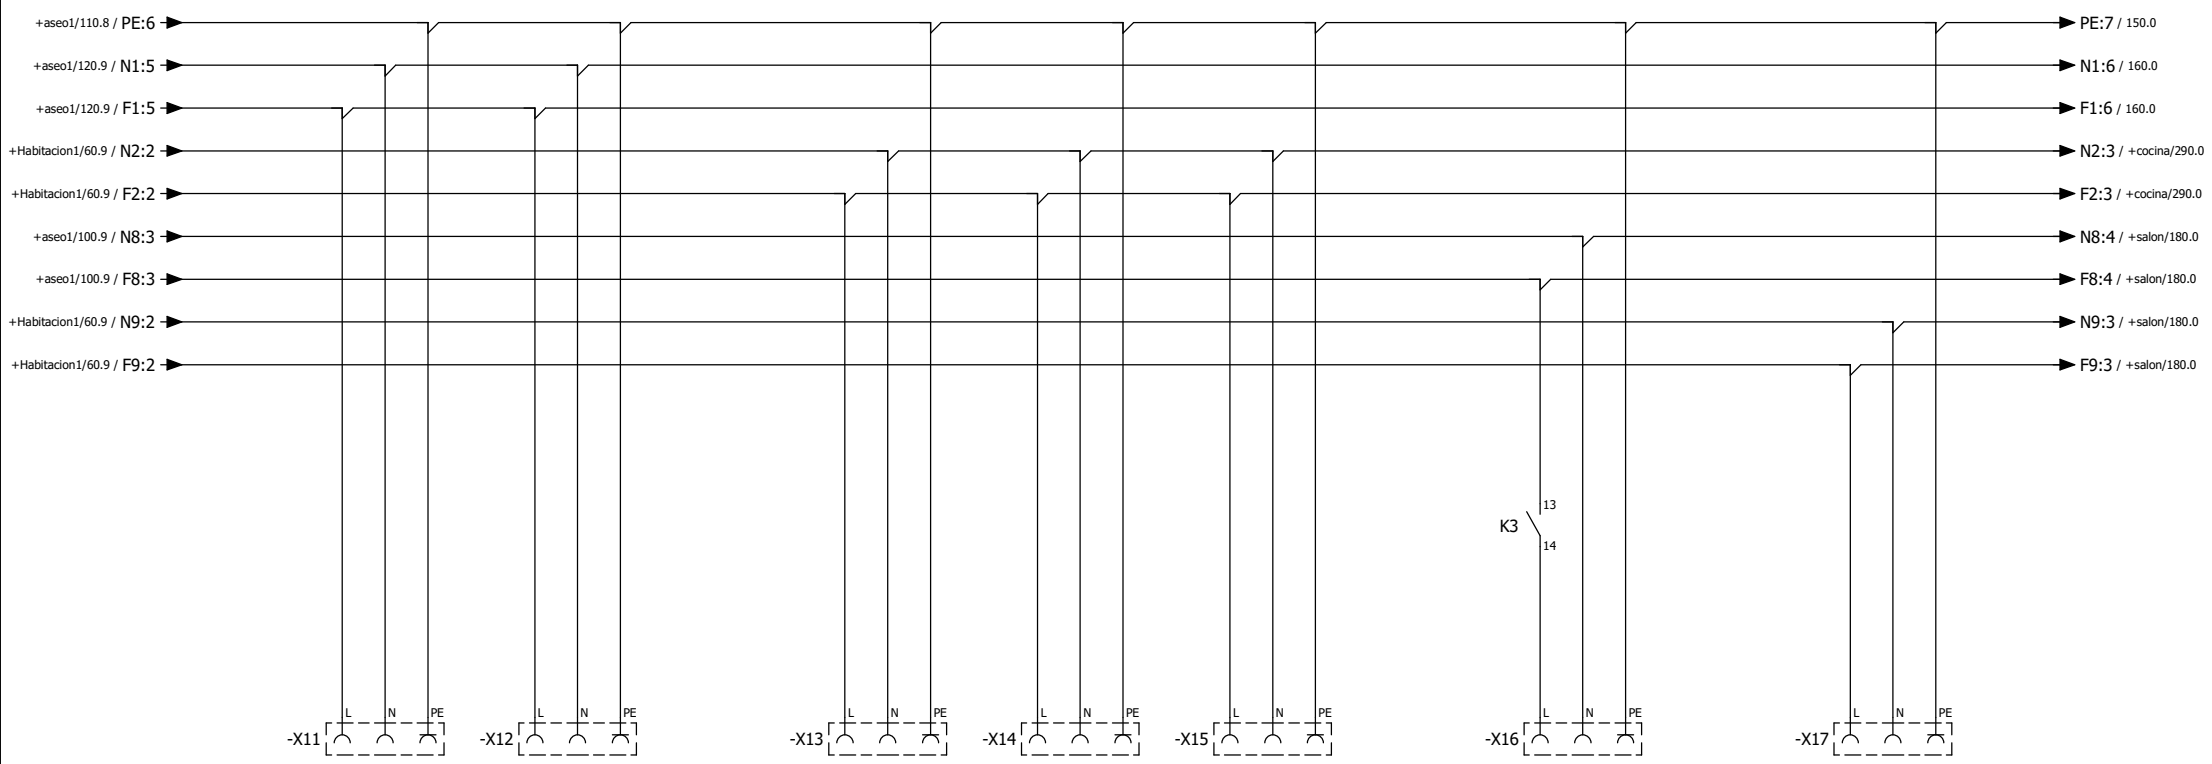 +aseo1/110.8 / PE:6
PE:7 / 150.0
+aseo1/120.9 / N1:5
N1:6 / 160.0
+aseo1/120.9 / F1:5
F1:6 / 160.0
+Habitacion1/60.9 / N2:2
N2:3 / +cocina/290.0
+Habitacion1/60.9 / F2:2
F2:3 / +cocina/290.0
+aseo1/100.9 / N8:3
N8:4 / +salon/180.0
+aseo1/100.9 / F8:3
F8:4 / +salon/180.0
+Habitacion1/60.9 / N9:2
N9:3 / +salon/180.0
+Habitacion1/60.9 / F9:2
F9:3 / +salon/180.0
13
K3
14
L N PE
-X11
L N PE
-X12
L N PE
-X13
L N PE
-X14
L N PE
-X15
L N PE
-X16
L N PE
-X17